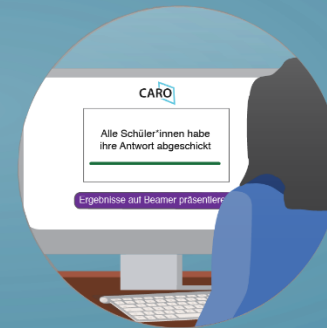 CARO
Alle Schüler*innen habe
ihre Antwort abgeschickt
Ergebnisse auf Beamer präsentiere